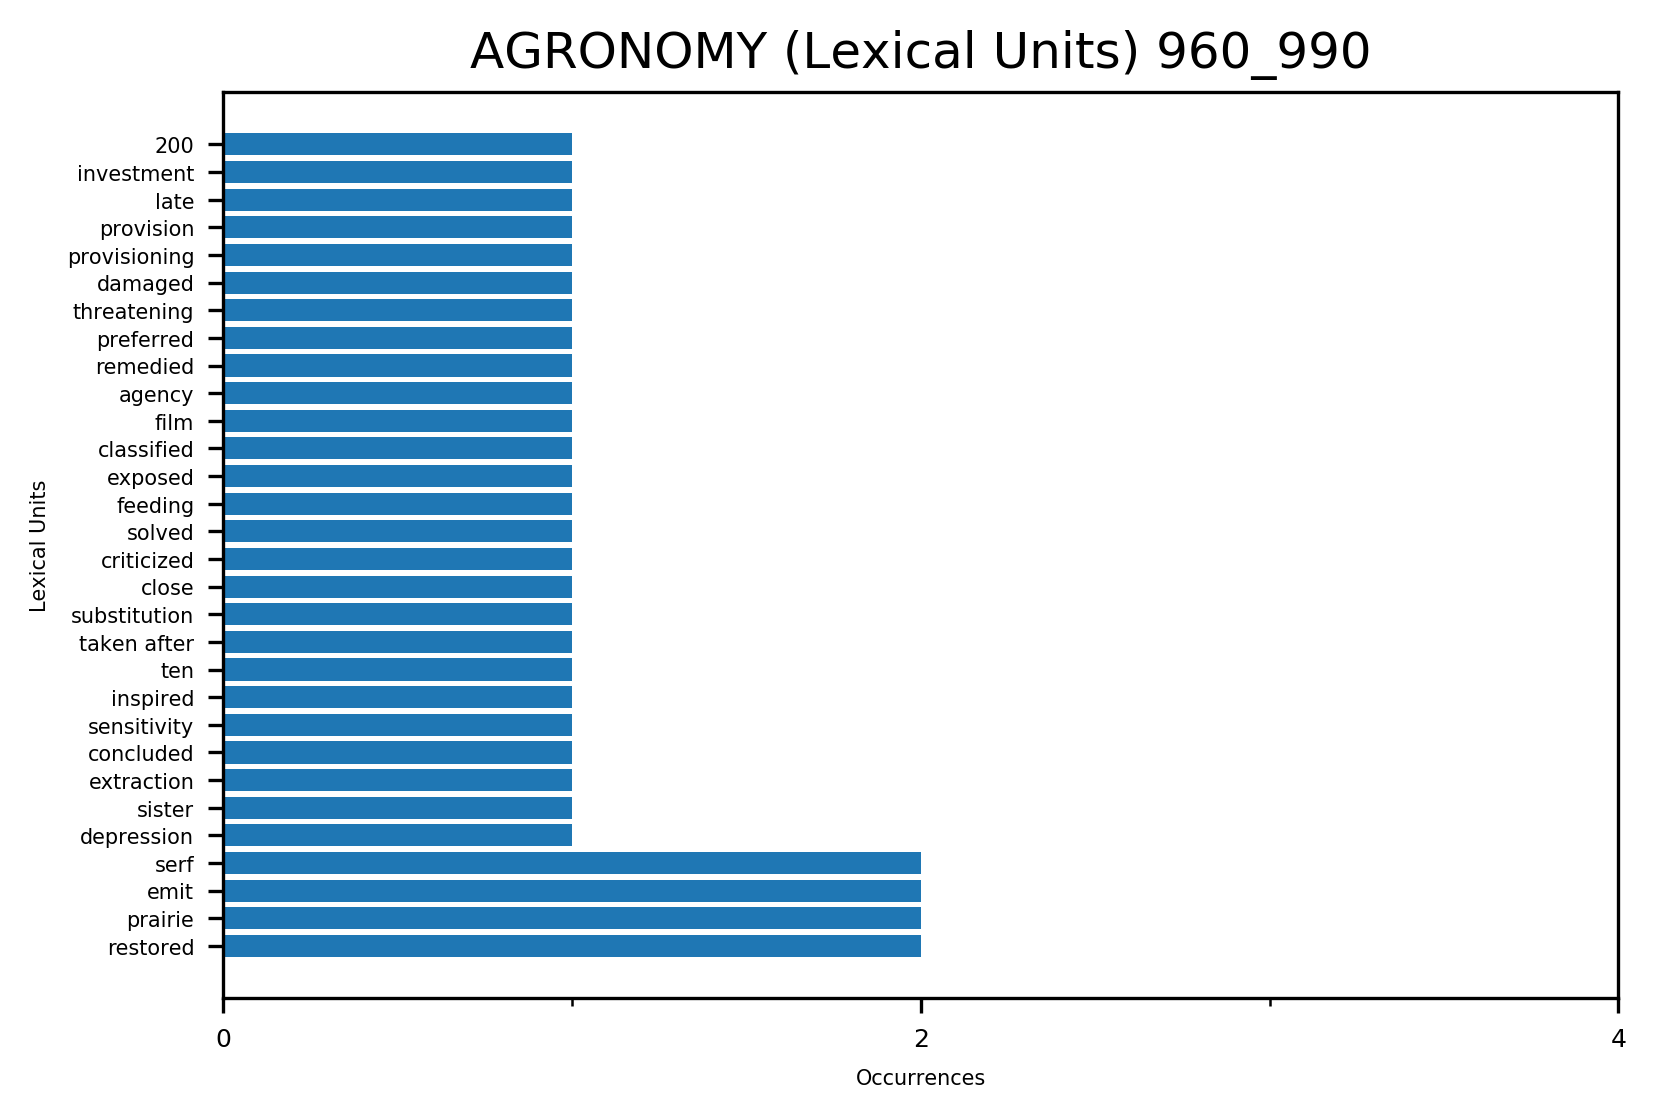 AGRONOMY (Lexical Units) 960_990
Lexical Units
200
investment
late
provision
provisioning
damaged
threatening
preferred
remedied
agency
film
classified
exposed
feeding
solved
criticized
close
substitution
taken after
ten
inspired
sensitivity
concluded
extraction
sister
depression
serf
emit
prairie
restored
0 2 4
Occurrences